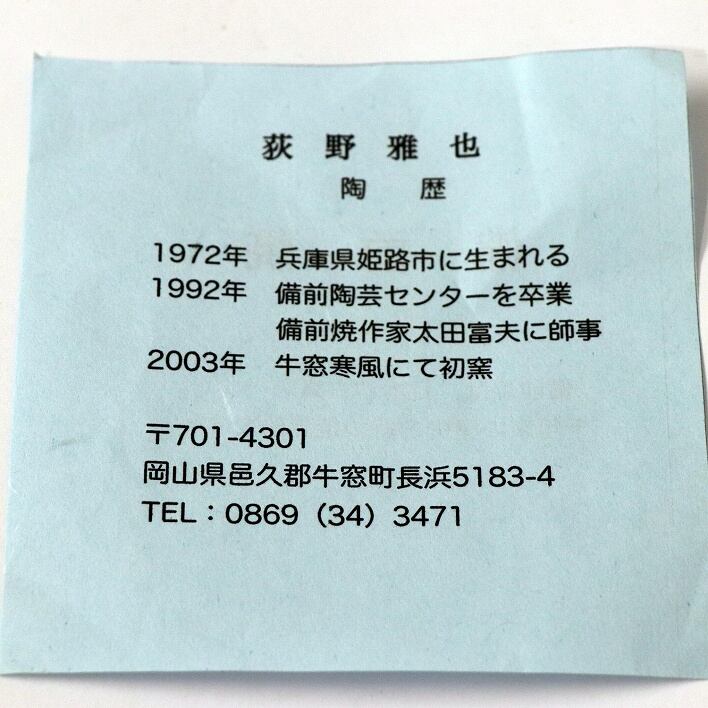 荻野雅也
陶歴
1972年 兵庫県姫路市に生まれる
1992年 備前陶芸センターを卒業
備前焼作家太田富夫に師事
2003年 牛窓寒風にて初窯
〒701-4301
岡山県邑久郡牛窓町長浜5183-4
TEL：0869（34）3471